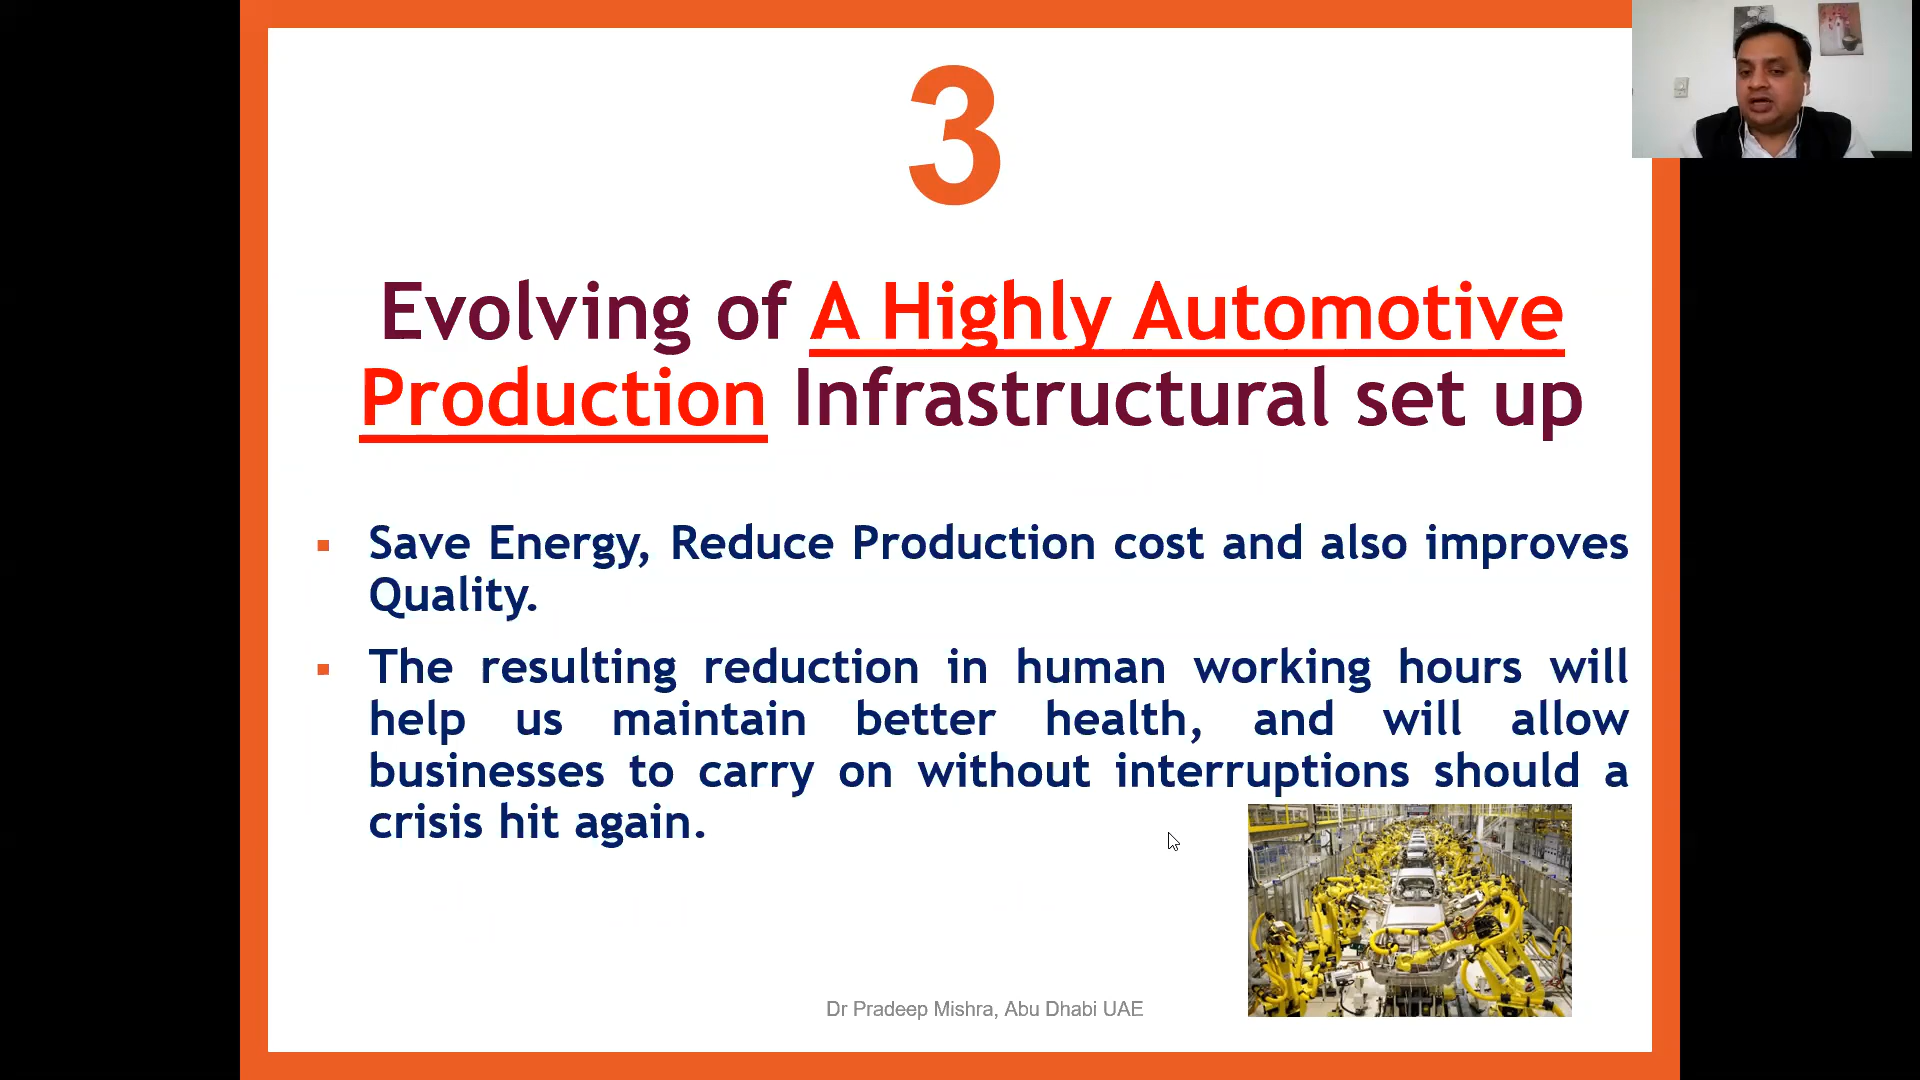 3
Evolving of A Highly Automotive
Production Infrastructural set up
Save Energy, Reduce Production cost and also improves
Quality.
The resulting reduction in human working hours will
help us maintain better health, and will allow
businesses to carry on without interruptions should a
crisis hit again.
Dr Pradeep Mishra, Abu Dhabi UAE